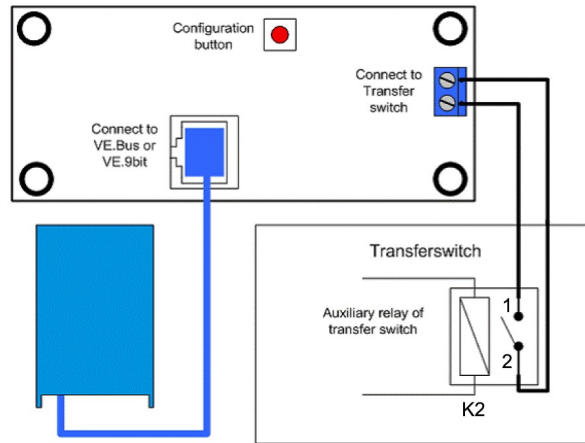 Configuration
button
Connect to
Transfer
switch
Connect to
VE.Bus or
VE.9bit
Transferswitch
Auxiliary relay of
transfer switch
1
2
K2